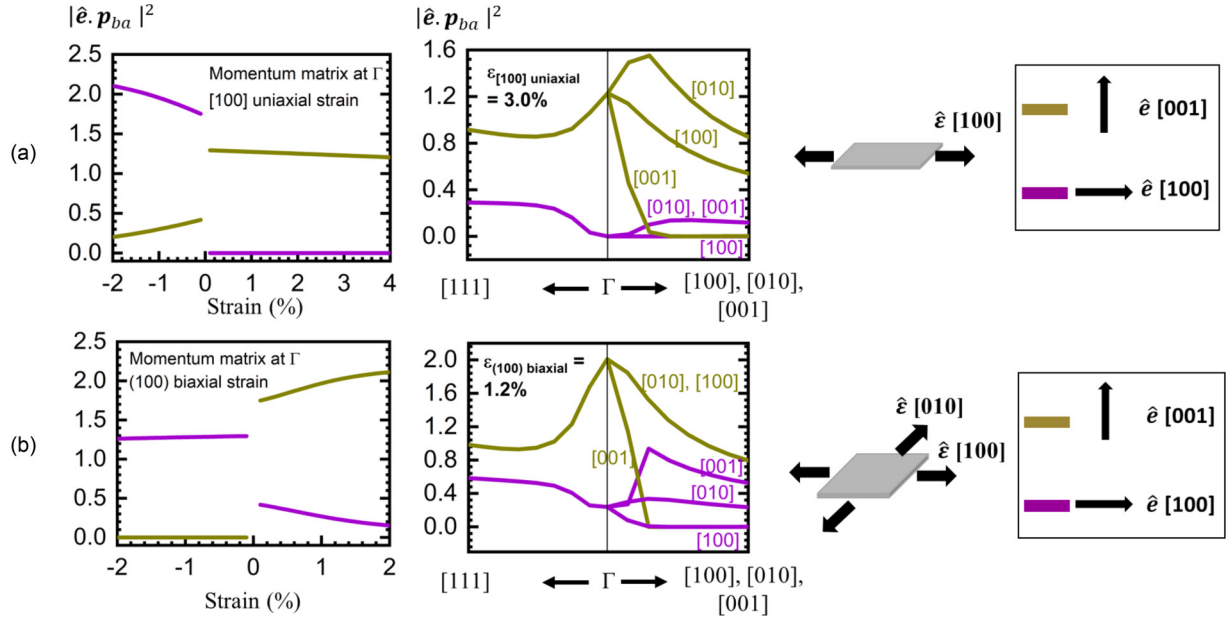 |ê.p_ba|²
|ê.p_ba|²
(a)
2.5
2.0
1.5
1.0
0.5
0.0
Momentum matrix at Γ
[100] uniaxial strain
-2
-1
0
1
2
3
4
Strain (%)
1.6
1.2
0.8
0.4
0.0
ε[100] uniaxial
= 3.0%
[010]
[100]
[001]
[010], [001]
[100]
[111]
Γ
[100], [010],
[001]
ε̂ [100]
ê [001]
ê [100]
(b)
2.5
2.0
1.5
1.0
0.5
0.0
Momentum matrix at Γ
(100) biaxial strain
-2
-1
0
1
2
Strain (%)
2.0
1.6
1.2
0.8
0.4
0.0
ε(100) biaxial =
1.2%
[010], [100]
[001]
[001]
[010]
[100]
[111]
Γ
[100], [010],
[001]
ε̂ [010]
ε̂ [100]
ê [001]
ê [100]